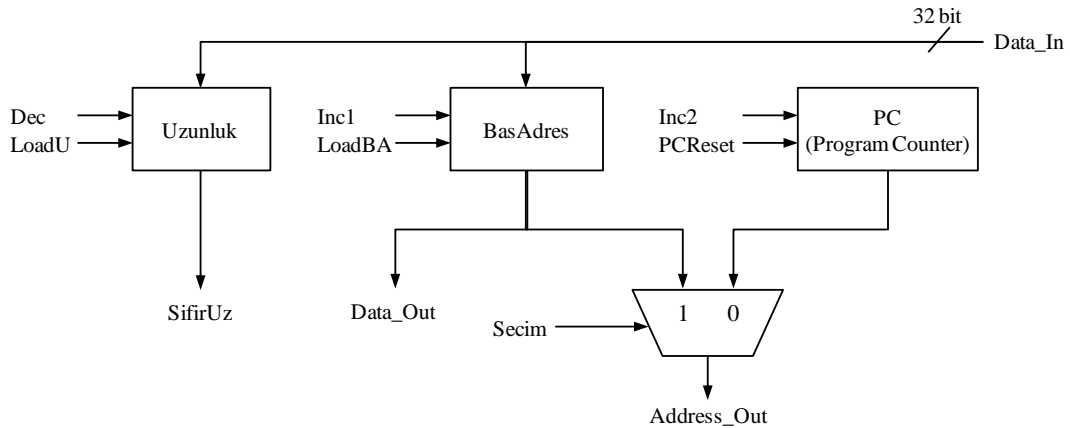 32 bit
Data_In
Dec
LoadU
Uzunluk
Inc1
LoadBA
BasAdres
Inc2
PCReset
PC
(Program Counter)
SifirUz
Data_Out
Secim
1 0
Address_Out